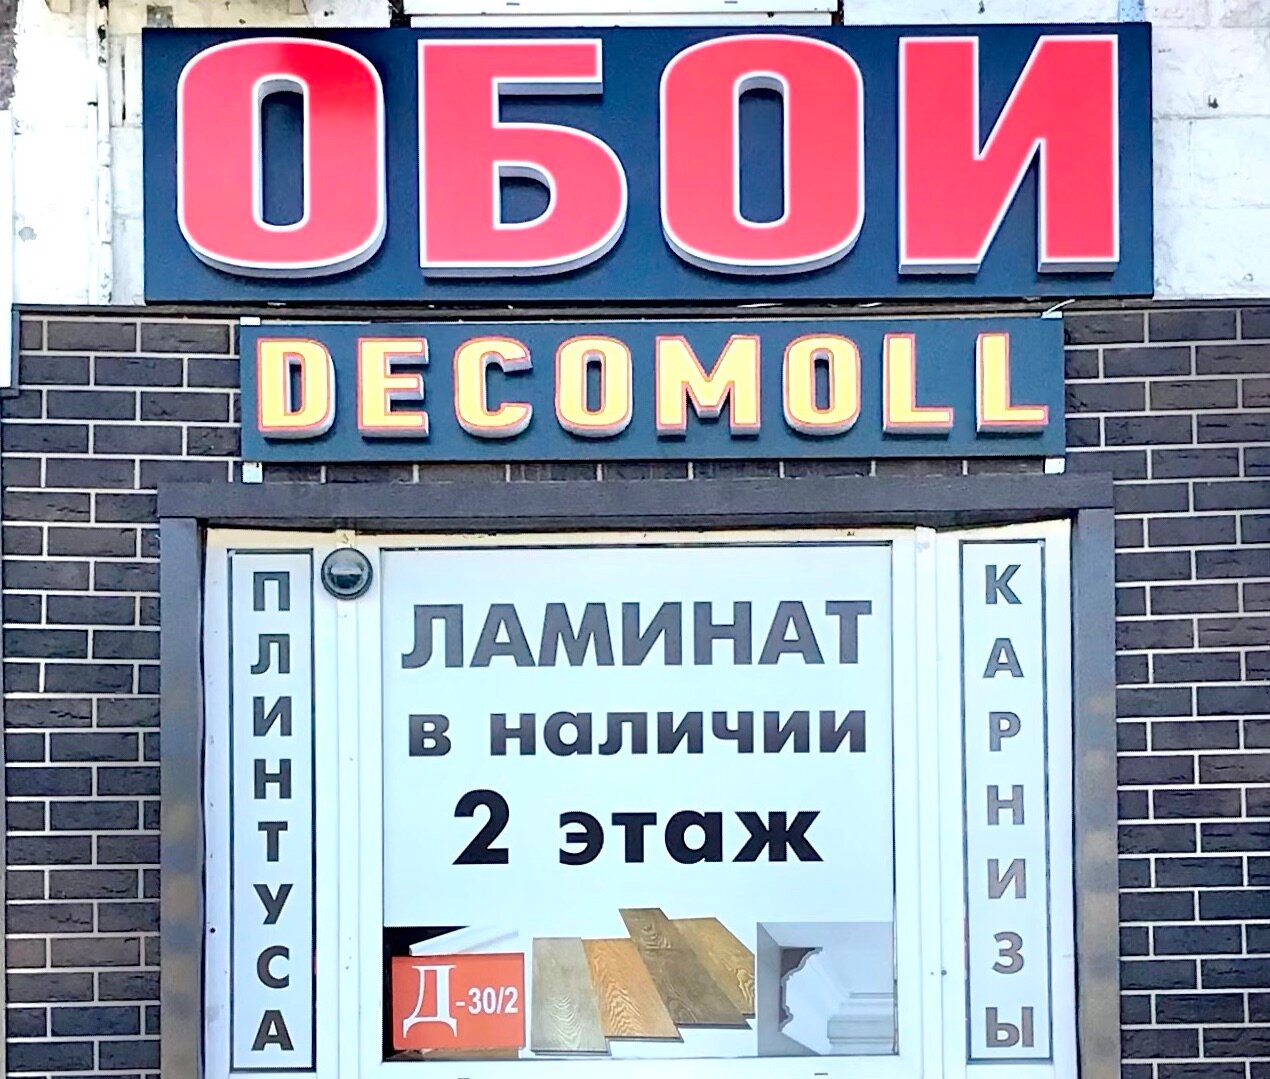 ОБОИ
DECOMOLL
ПЛИНТУСА
ЛАМИНАТ
в наличии
2 этаж
Д-30/2
КАРНИЗЫ